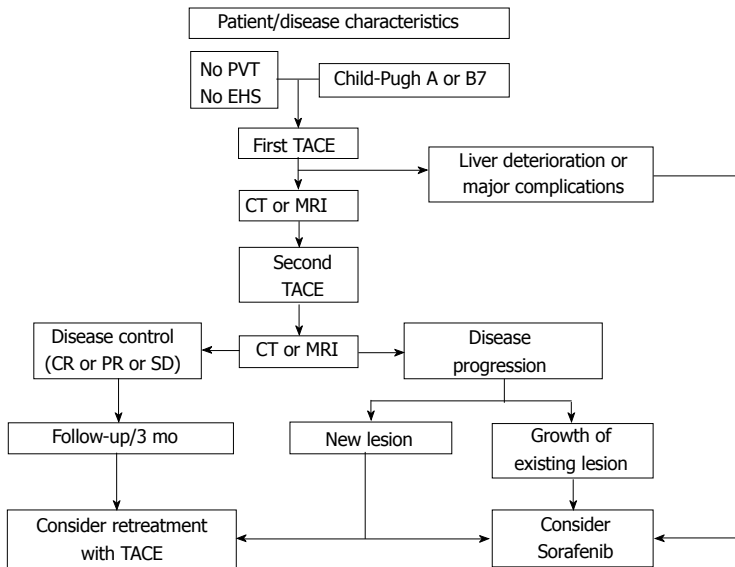 Patient/disease characteristics
No PVT
No EHS
Child-Pugh A or B7
First TACE
Liver deterioration or
major complications
CT or MRI
Second
TACE
Disease control
(CR or PR or SD)
CT or MRI
Disease
progression
Follow-up/3 mo
New lesion
Growth of
existing lesion
Consider retreatment
with TACE
Consider
Sorafenib